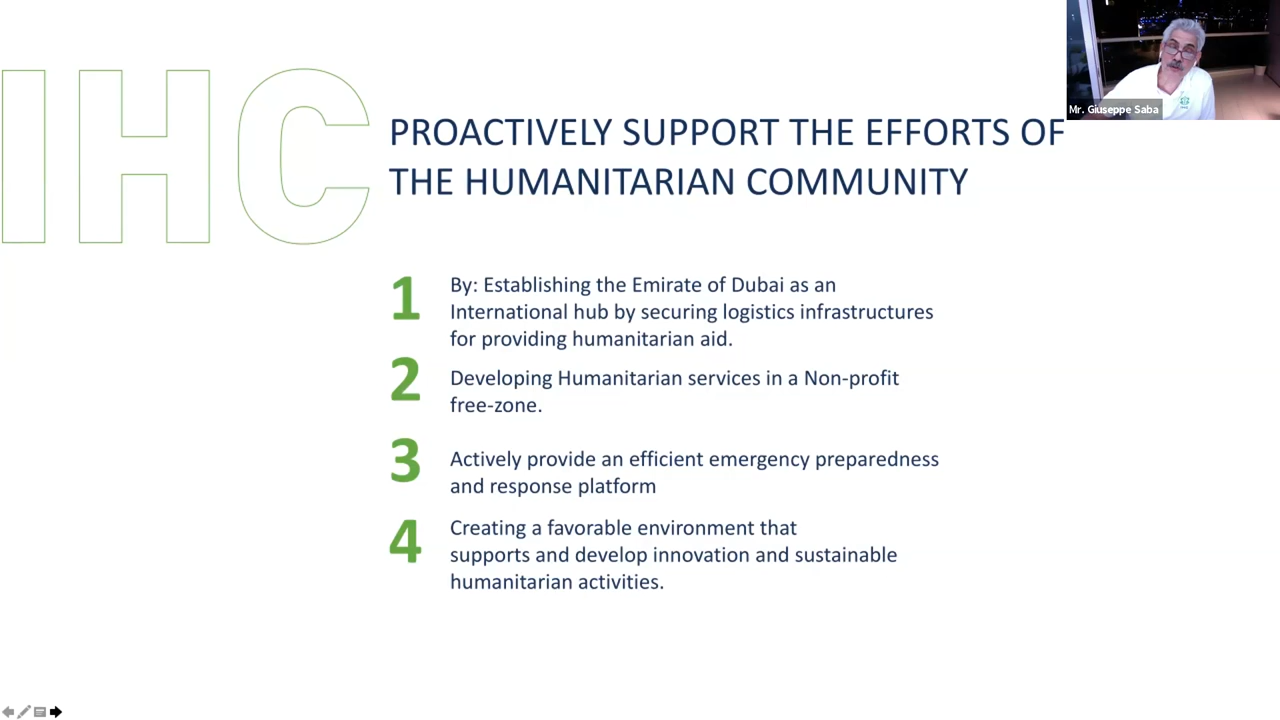 IHC
PROACTIVELY SUPPORT THE EFFORTS OF
THE HUMANITARIAN COMMUNITY
Mr. Giuseppe Saba
1
By: Establishing the Emirate of Dubai as an
International hub by securing logistics infrastructures
for providing humanitarian aid.
2
Developing Humanitarian services in a Non-profit
free-zone.
3
Actively provide an efficient emergency preparedness
and response platform
4
Creating a favorable environment that
supports and develop innovation and sustainable
humanitarian activities.